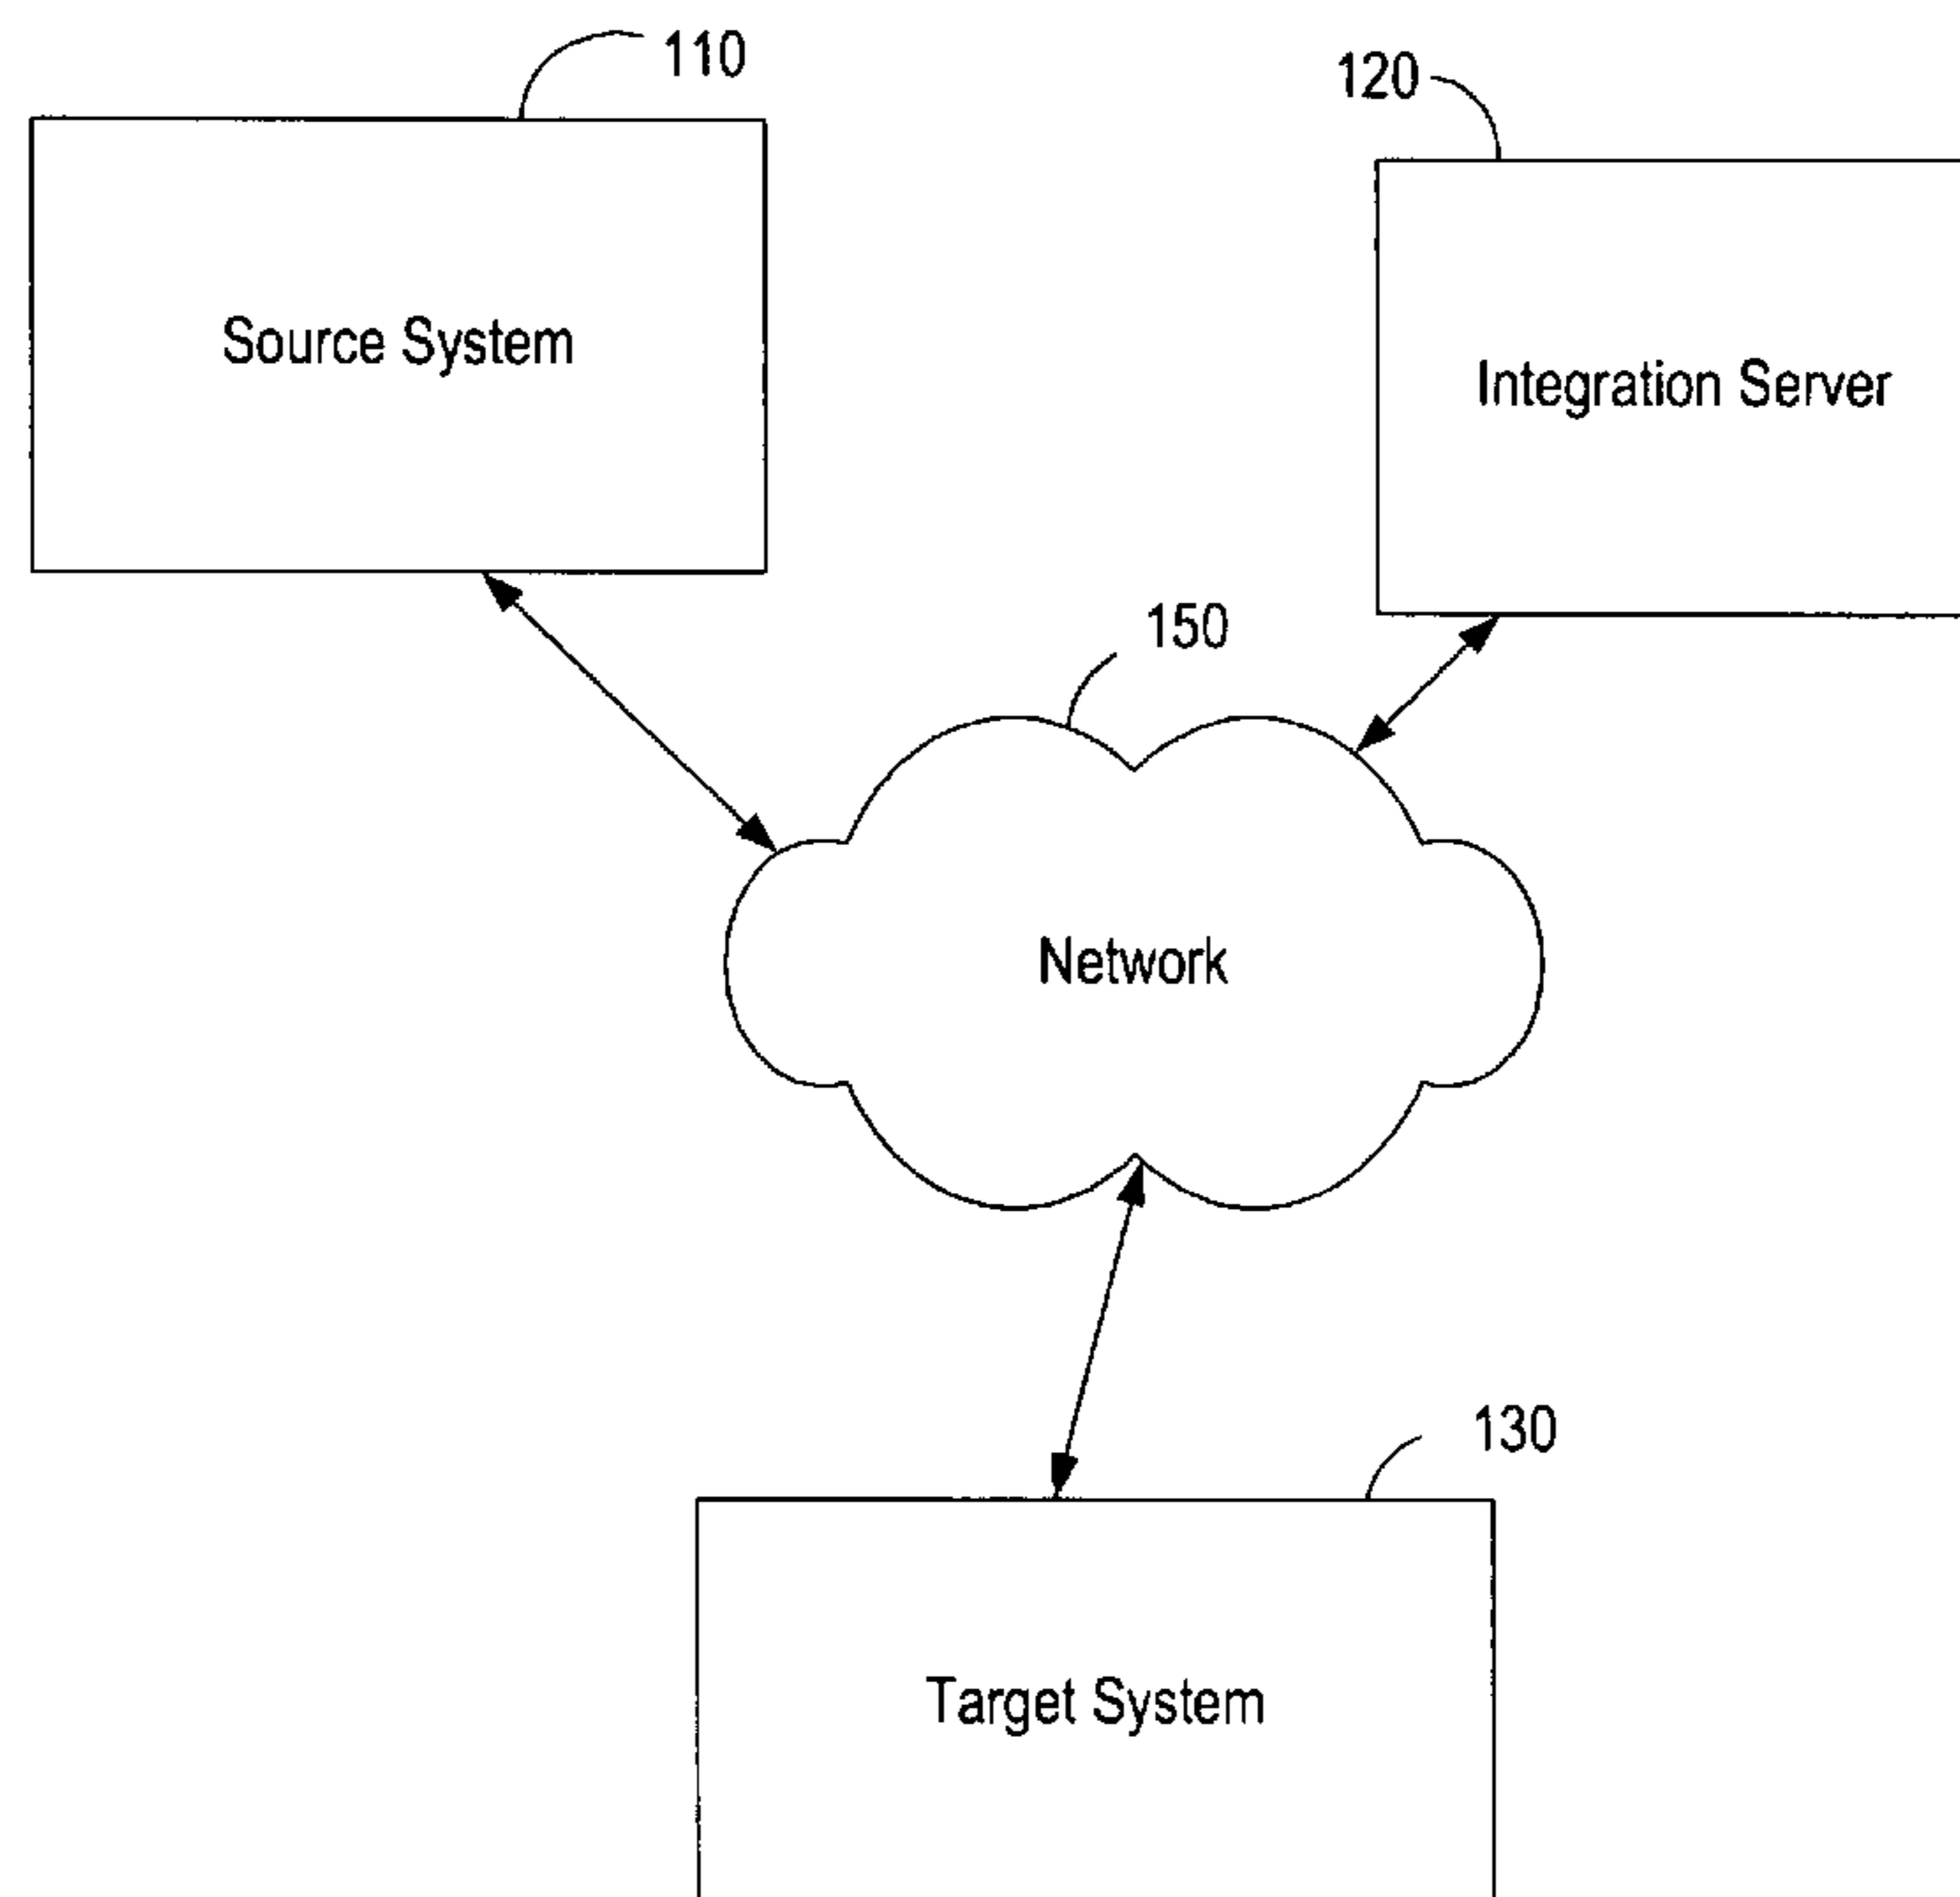 110
120
Source System
Integration Server
150
Network
130
Target System